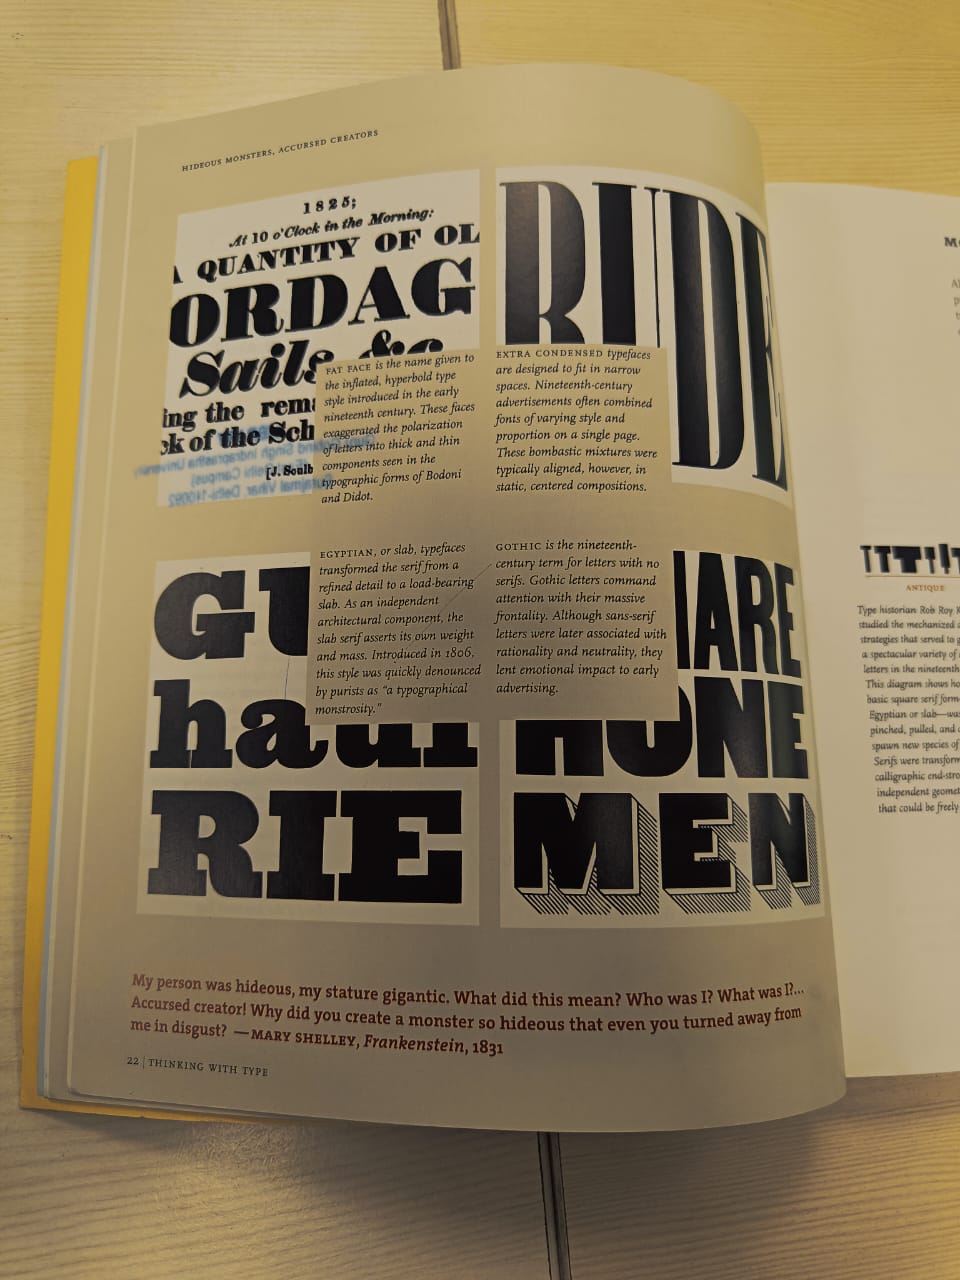 HIDEOUS MONSTERS, ACCURSED CREATORS
1825;
At 10 o'Clock in the Morning:
A QUANTITY OF OL
ORDAG
Sails &c
ing the rema
ck of the Sch
[J. Soulb
FAT FACE is the name given to
the inflated, hyperbold type
style introduced in the early
nineteenth century. These faces
exaggerated the polarization
of letters into thick and thin
components seen in the
typographic forms of Bodoni
and Didot.
RUDE
EXTRA CONDENSED typefaces
are designed to fit in narrow
spaces. Nineteenth-century
advertisements often combined
fonts of varying style and
proportion on a single page.
These bombastic mixtures were
typically aligned, however, in
static, centered compositions.
GU
haun
RIE
EGYPTIAN, or slab, typefaces
transformed the serif from a
refined detail to a load-bearing
slab. As an independent
architectural component, the
slab serif asserts its own weight
and mass. Introduced in 1806,
this style was quickly denounced
by purists as "a typographical
monstrosity."
GOTHIC is the nineteenth-
century term for letters with no
serifs. Gothic letters command
attention with their massive
frontality. Although sans-serif
letters were later associated with
rationality and neutrality, they
lent emotional impact to early
advertising.
ARE
HONE
MEN
My person was hideous, my stature gigantic. What did this mean? Who was I? What was I?...
Accursed creator! Why did you create a monster so hideous that even you turned away from
me in disgust? —MARY SHELLEY, Frankenstein, 1831
22 | THINKING WITH TYPE
ANTIQUE
Type historian Rob Roy K
studied the mechanized
strategies that served to
a spectacular variety of
letters in the nineteenth
This diagram shows ho
basic square serif form
Egyptian or slab—was
pinched, pulled, and
spawn new species of
Serifs were transform
calligraphic end-stro
independent geomet
that could be freely